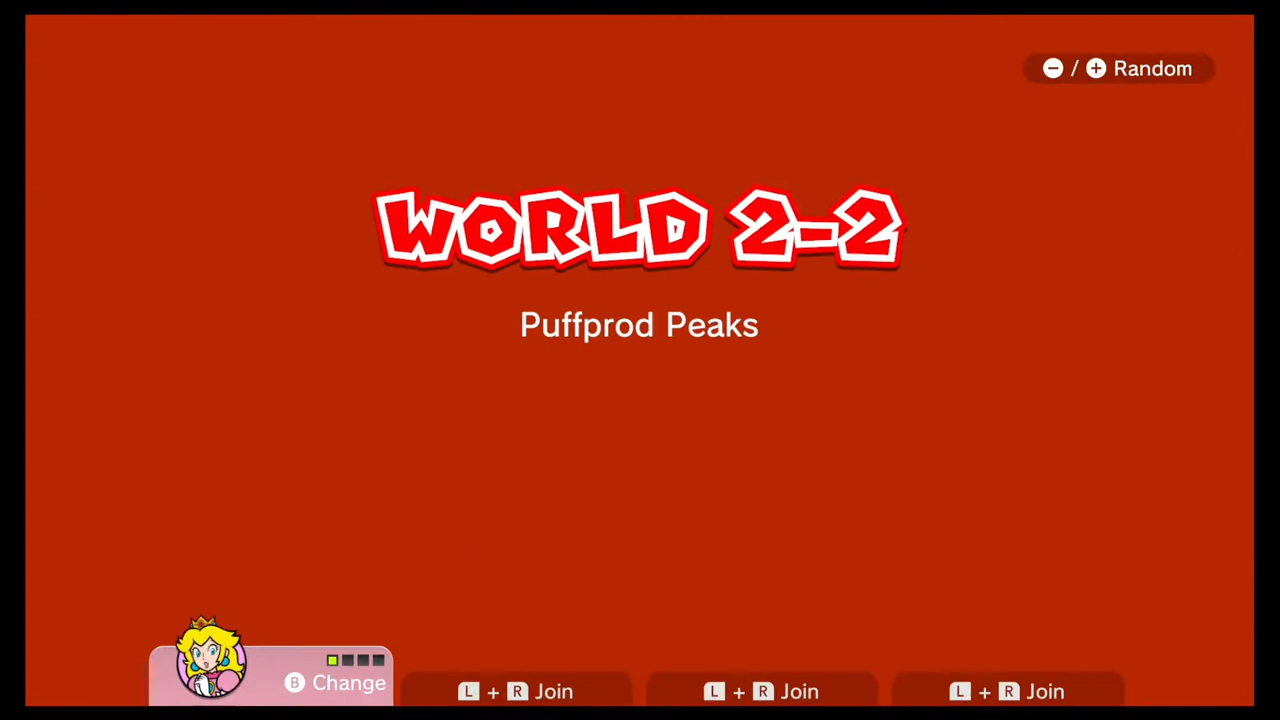 - / + Random
WORLD 2-2
Puffprod Peaks
B Change
L + R Join
L + R Join
L + R Join